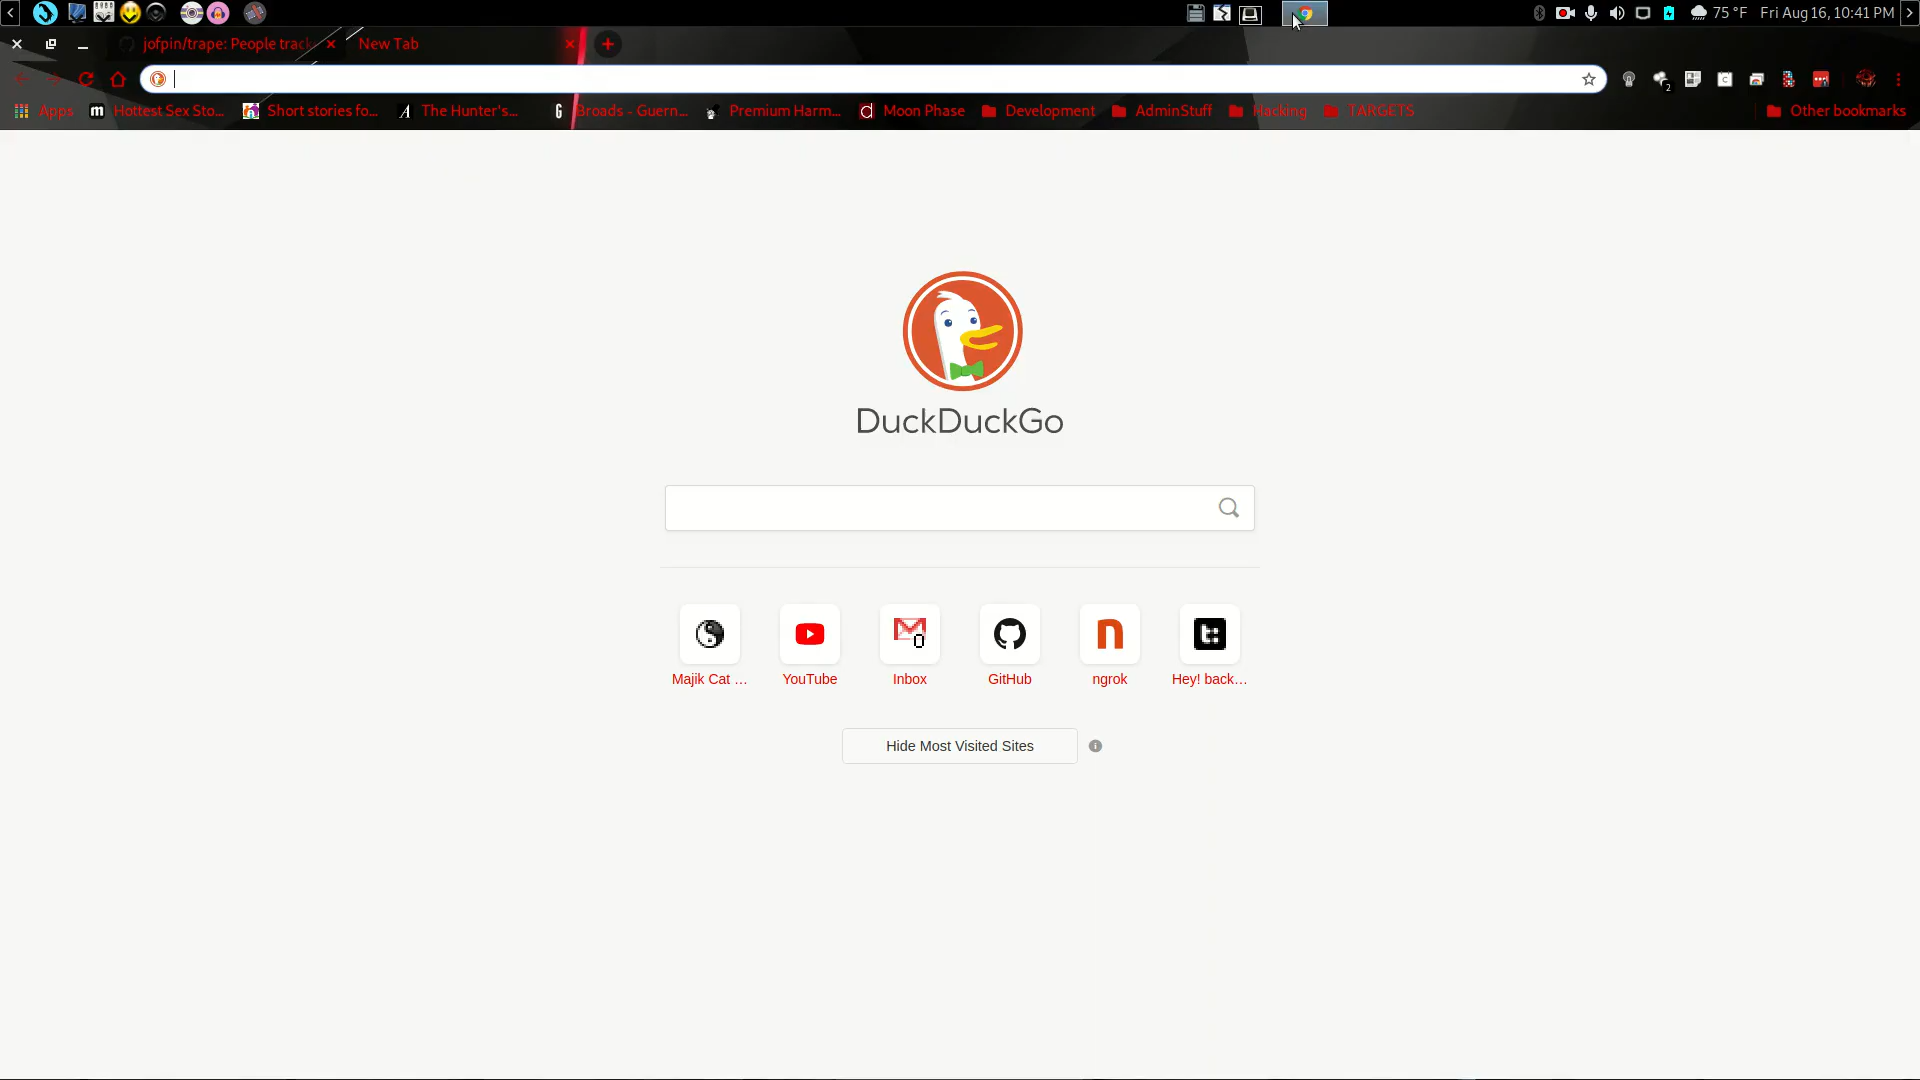 75 °F Fri Aug 16, 10:41 PM
jofpin/trape: People track
New Tab
2
Apps Hottest Sex Sto... Short stories fo... The Hunter's... Broads - Guern... Premium Harm... Moon Phase Development AdminStuff Hacking TARGETS Other bookmarks
DuckDuckGo
0
Majik Cat ... YouTube Inbox GitHub ngrok Hey! back...
Hide Most Visited Sites